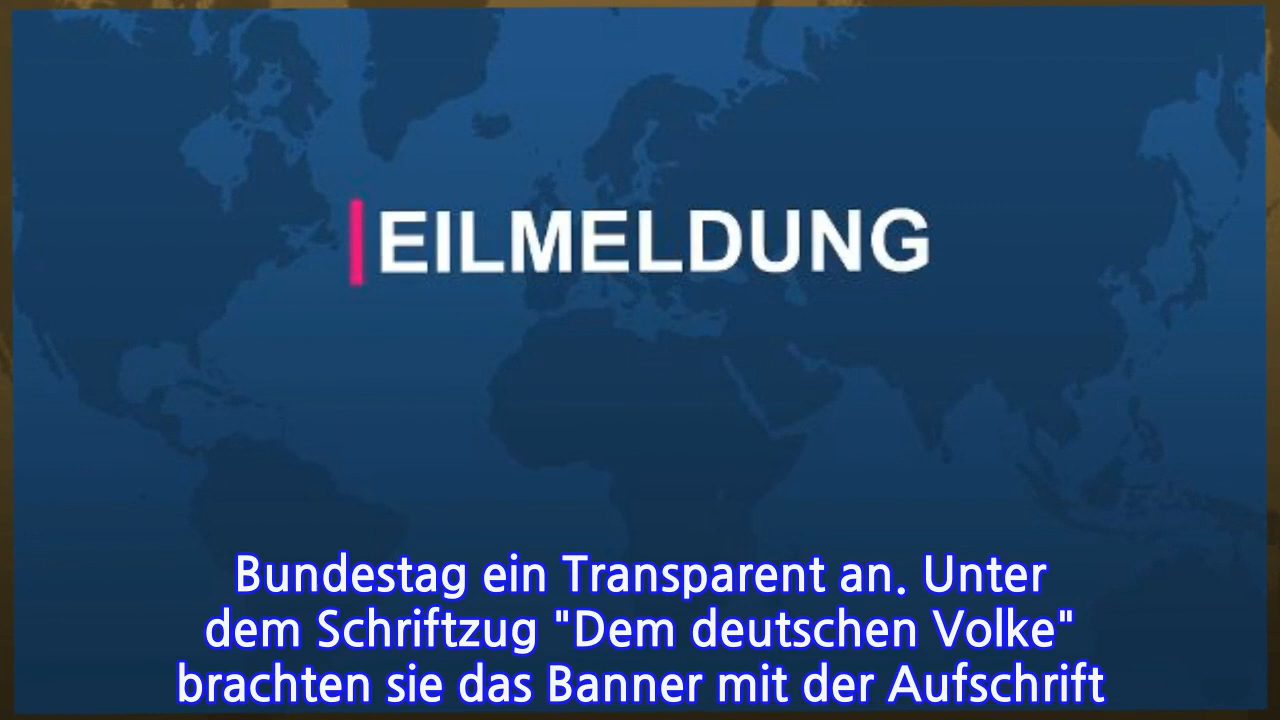 EILMELDUNG
Bundestag ein Transparent an. Unter
dem Schriftzug "Dem deutschen Volke"
brachten sie das Banner mit der Aufschrift